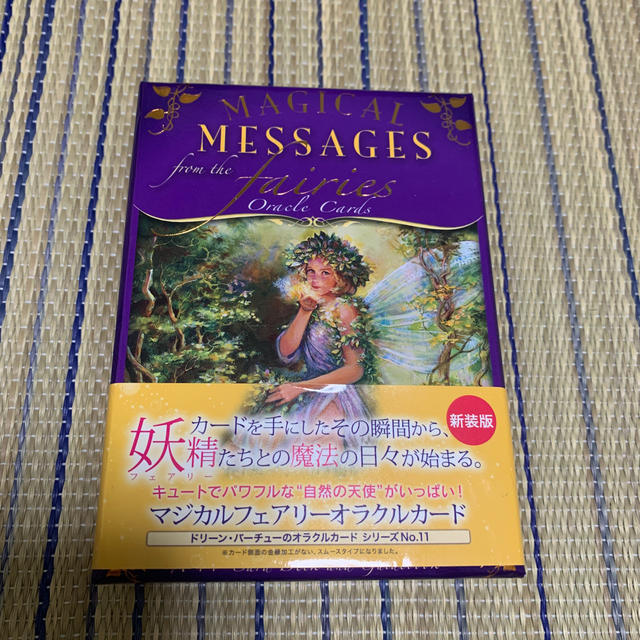 MAGICAL
MESSAGES
from the
fairies
Oracle Cards
カードを手にしたその瞬間から、
妖精たちとの魔法の日々が始まる。
フェアリー
新装版
キュートでパワフルな“自然の天使”がいっぱい！
マジカルフェアリーオラクルカード
ドリーン・バーチューのオラクルカード シリーズNo.11
※カード側面の金縁加工がない、スムースタイプになりました。